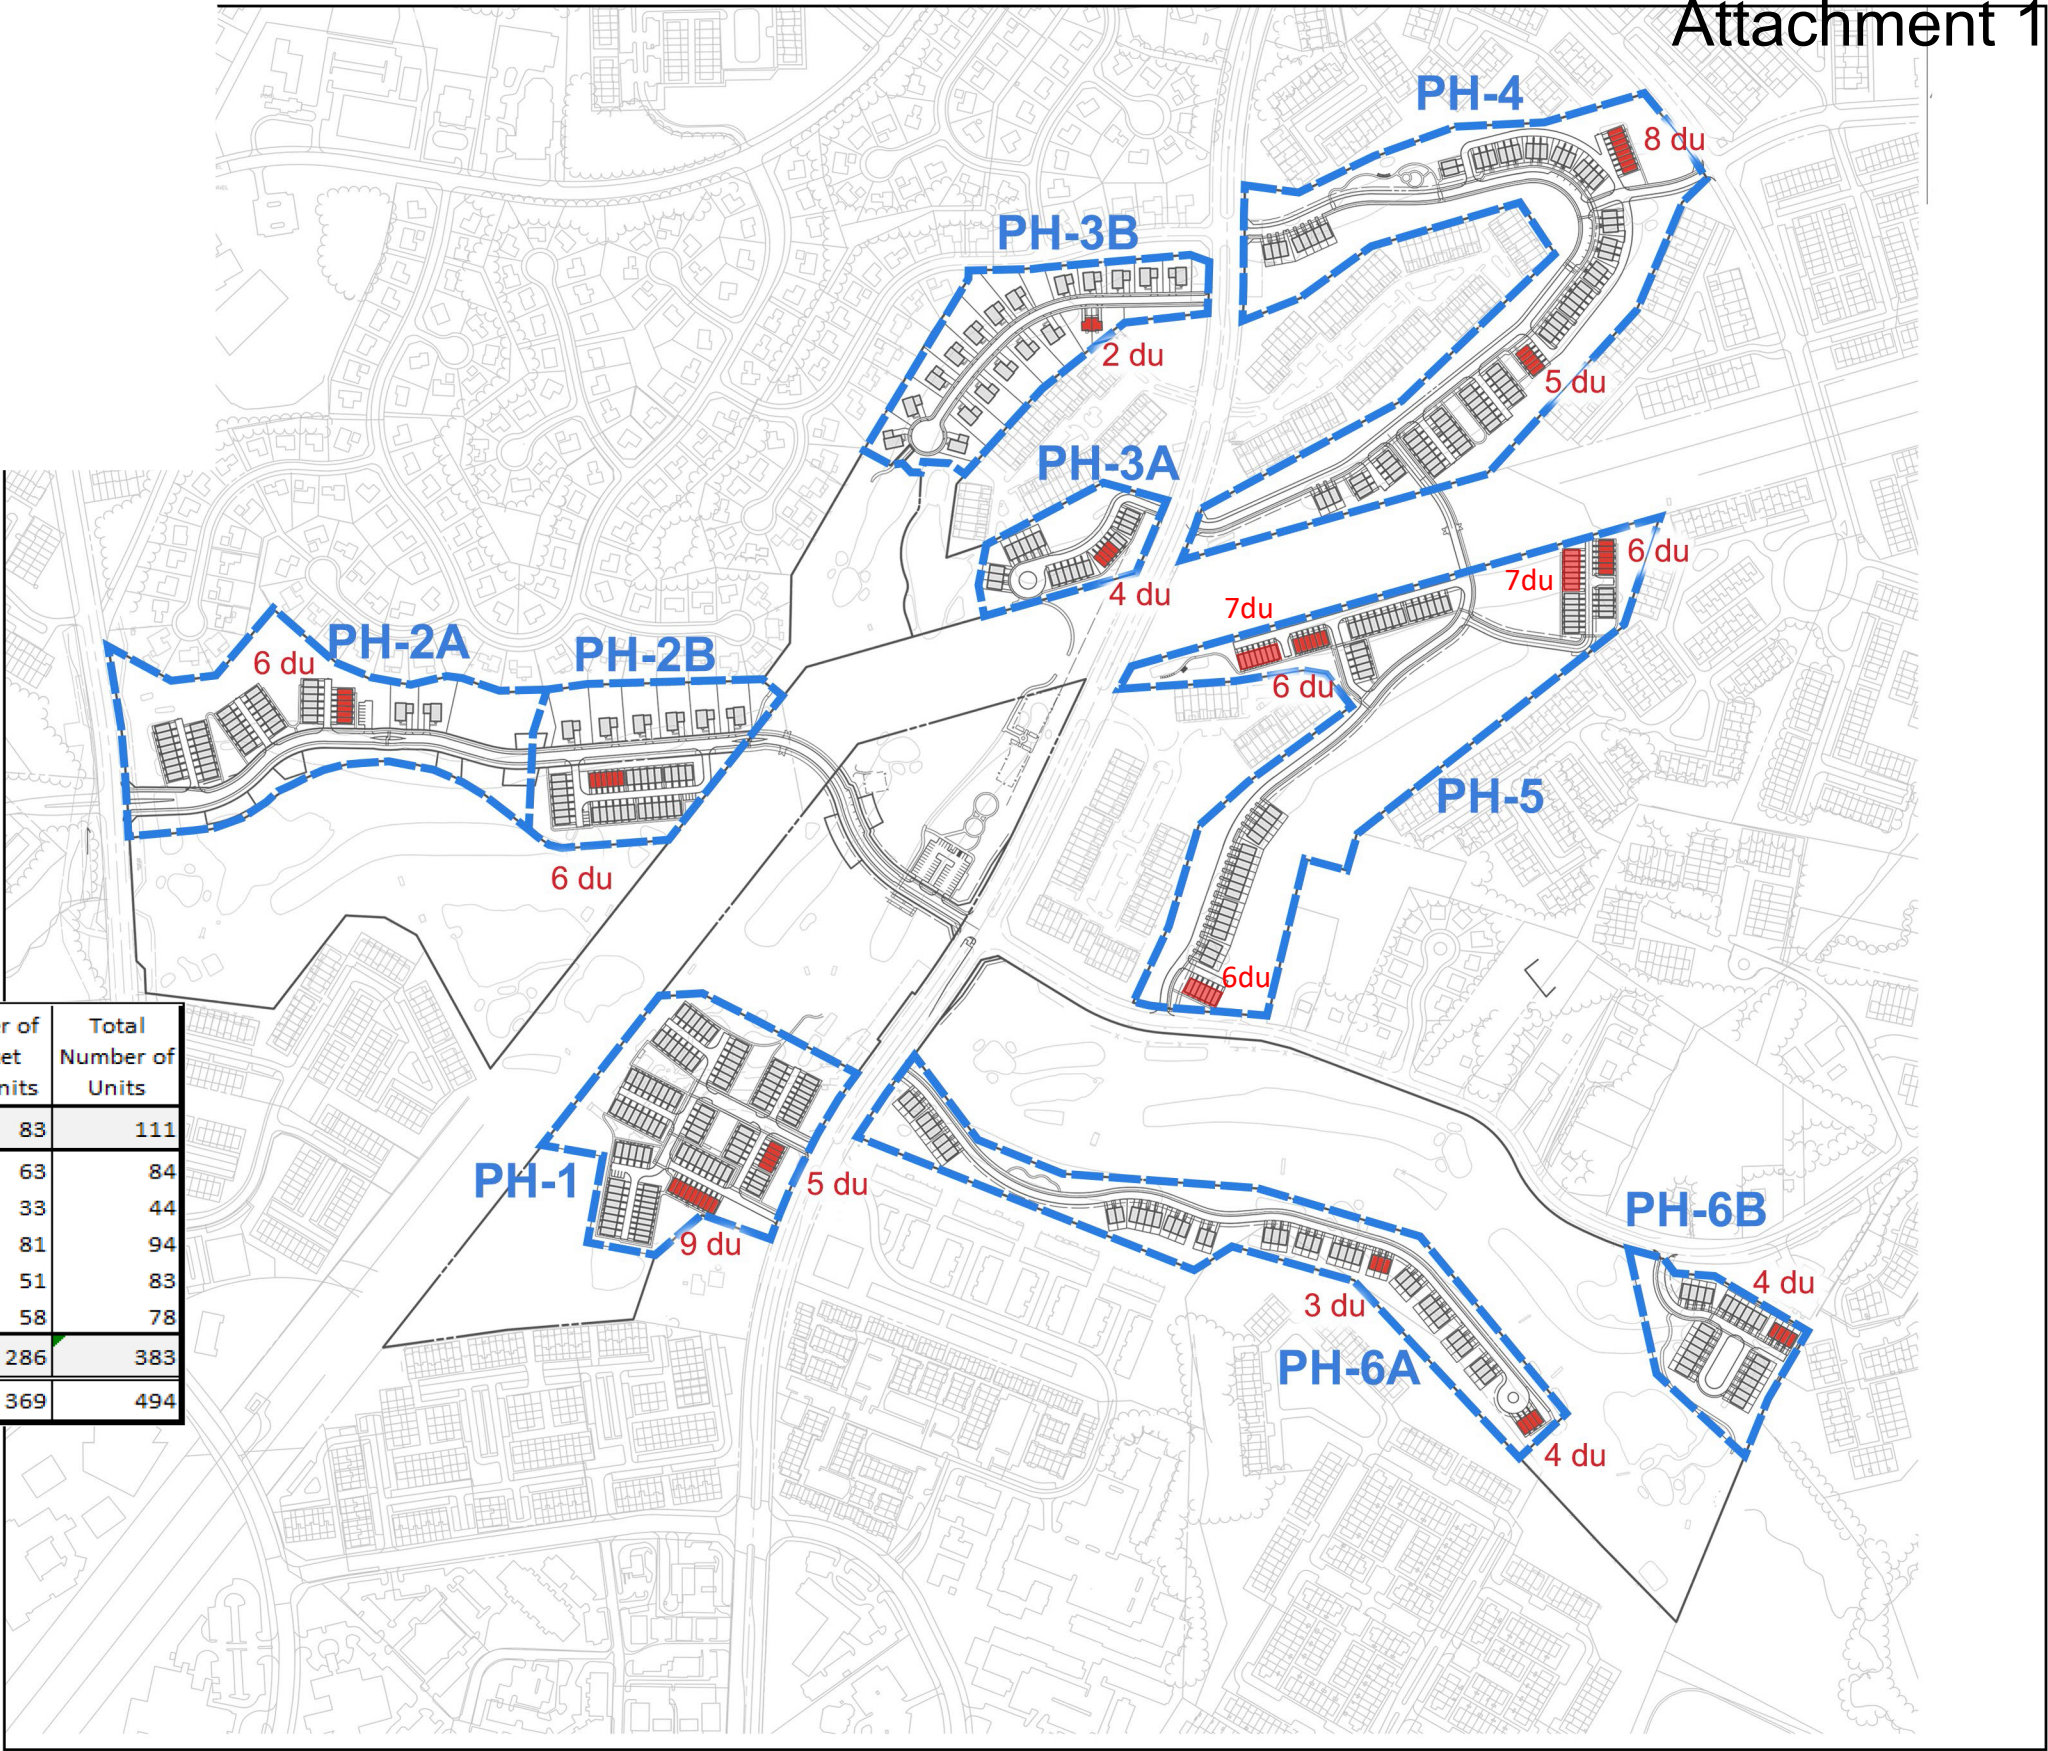 Attachment 1
PH-4
8 du
PH-3B
2 du
5 du
PH-3A
4 du
6 du
7du
7du
6 du
PH-2A
6 du
PH-2B
6 du
PH-5
6du
r of
et
nits
Total
Number of
Units
83 111
63 84
33 44
81 94
51 83
58 78
286 383
369 494
PH-1
5 du
9 du
PH-6B
4 du
3 du
PH-6A
4 du